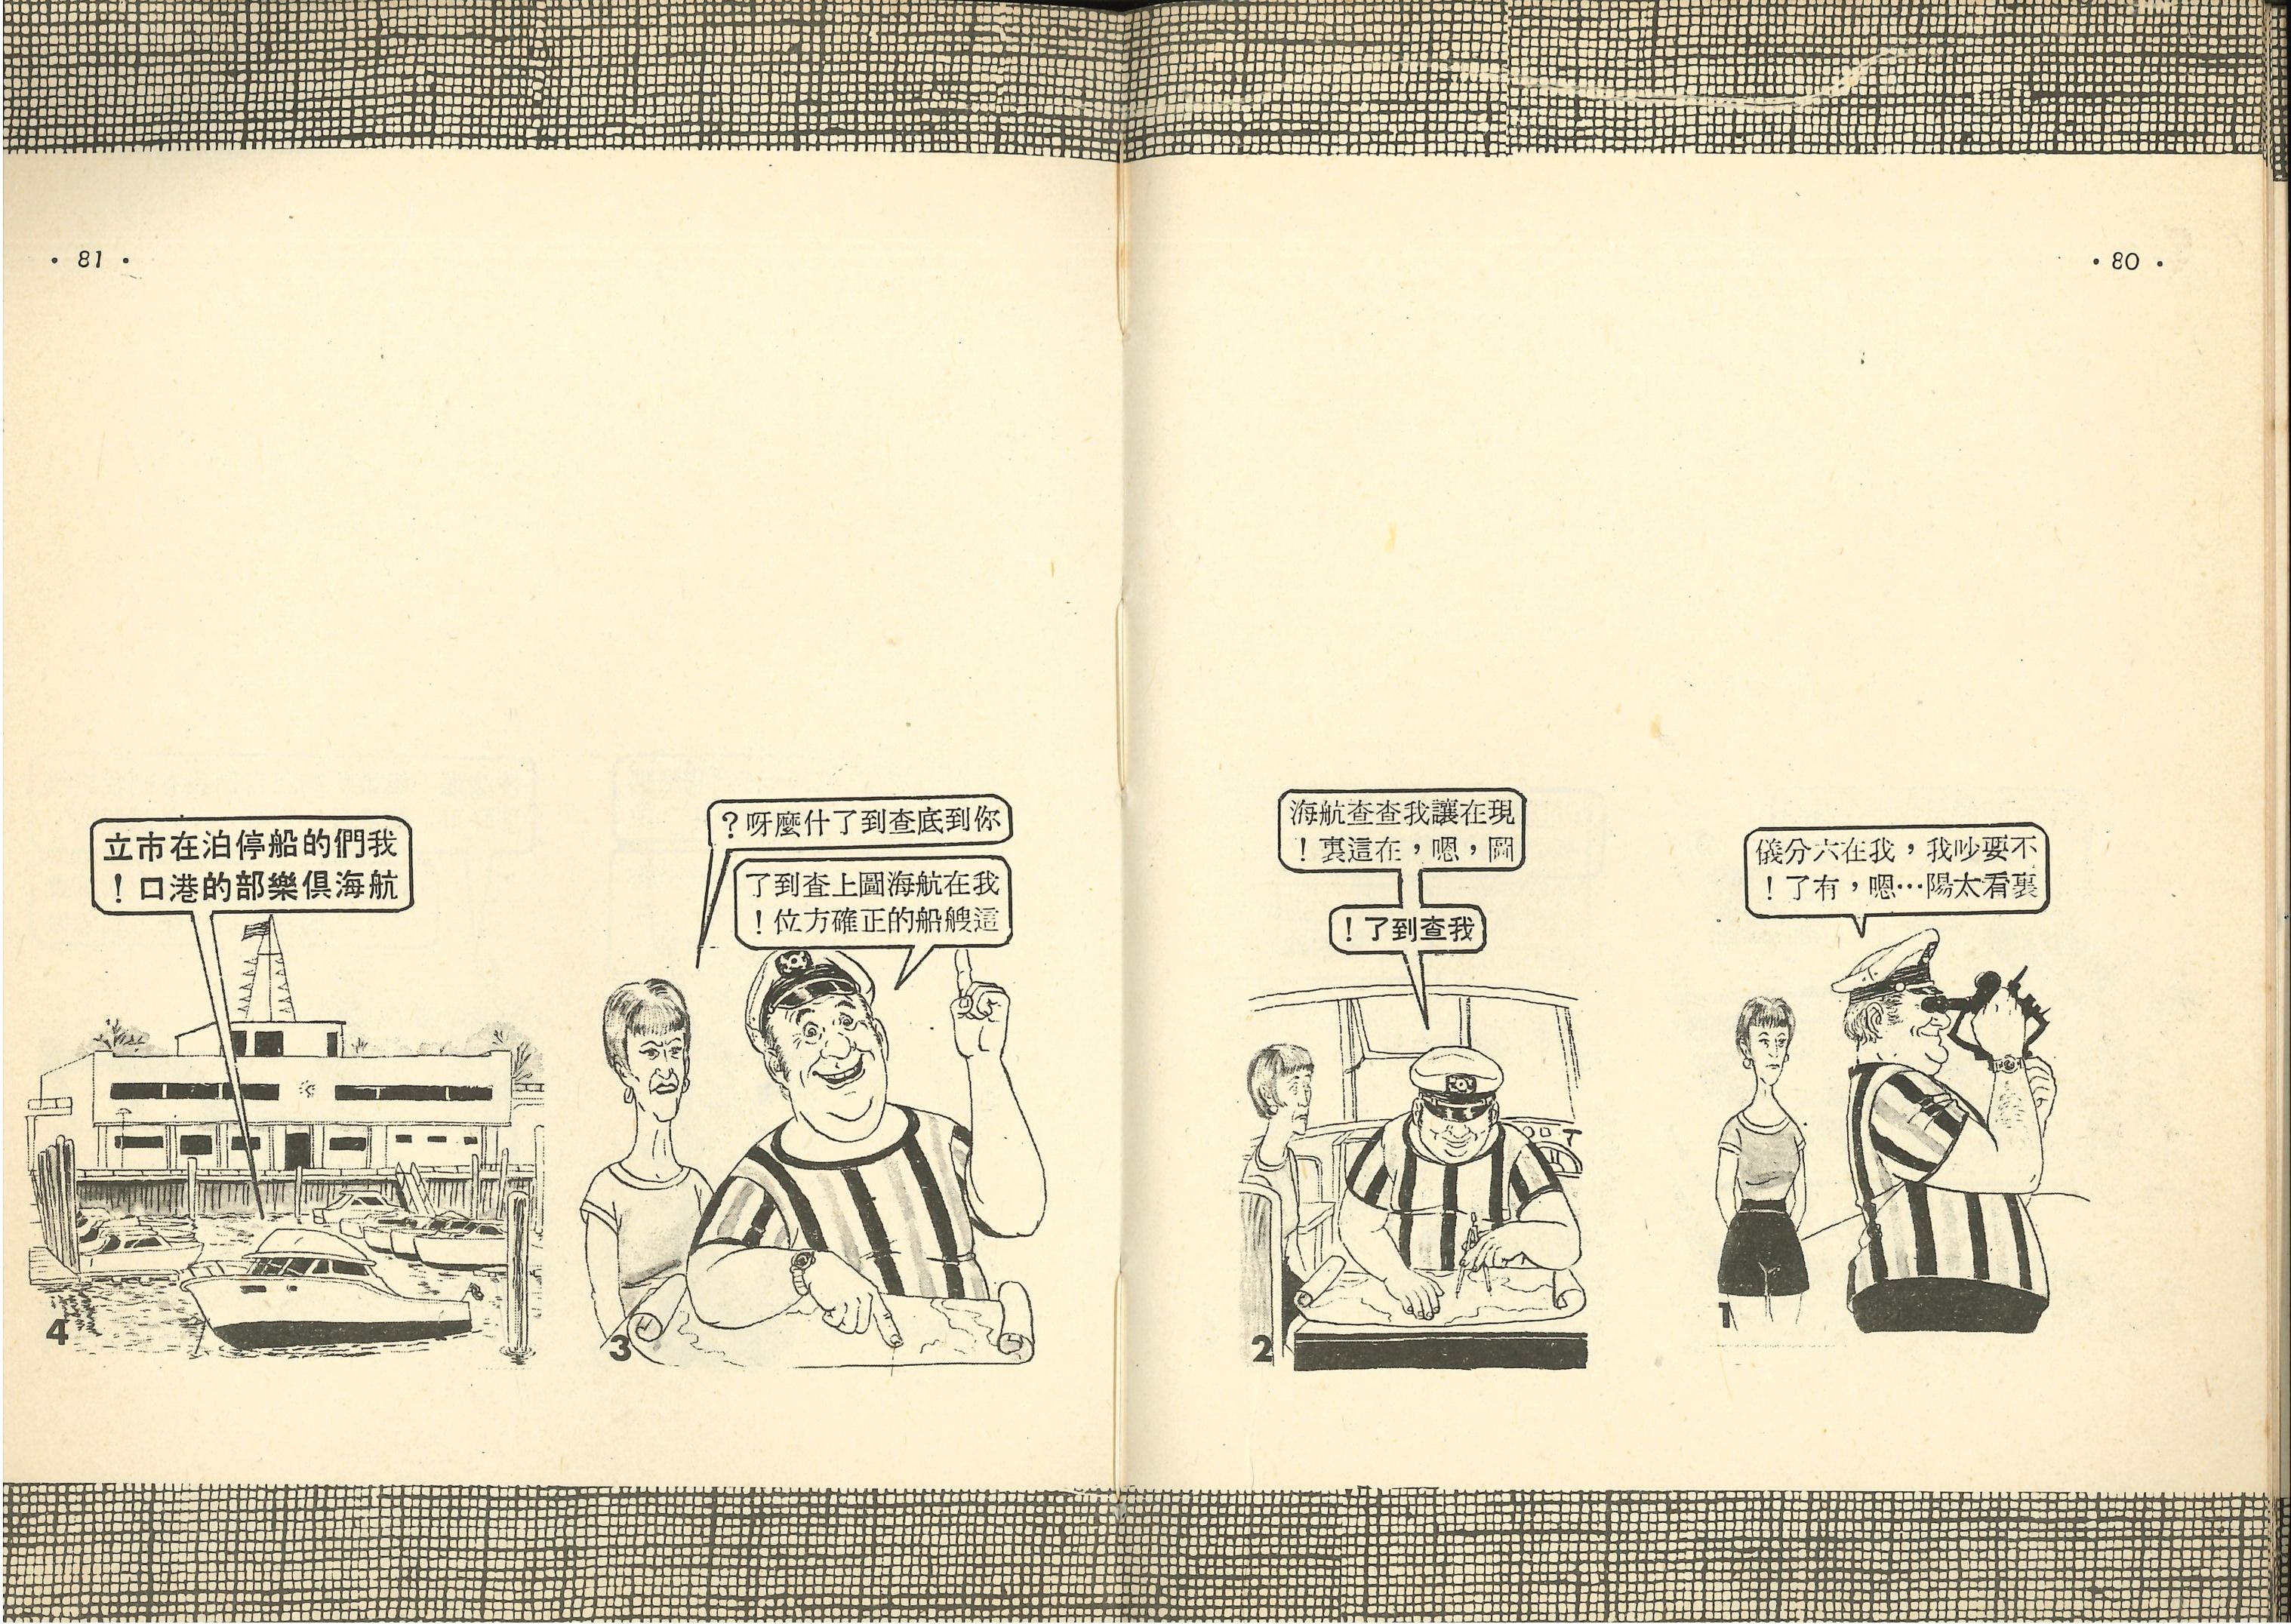 · 80 ·
不要吵我，我在六分儀
裏看太陽…嗯，有了！
1
現在讓我查查航海
圖，嗯，在這裏！
我查到了！
2
· 81 ·
你到底查到了什麼呀？
我在航海圖上查到了
這艘船的正確方位！
3
我們的船停泊在市立
航海俱樂部的港口！
4